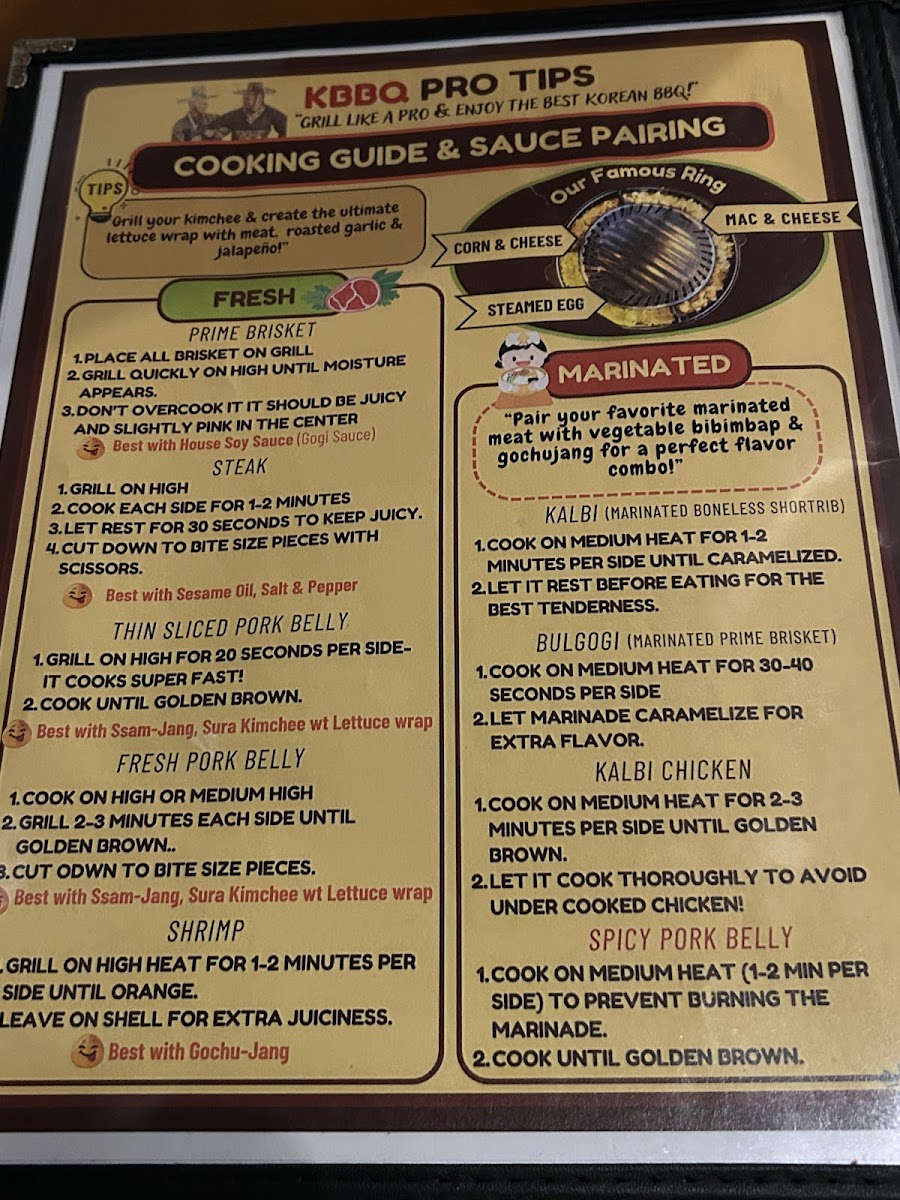 KBBQ PRO TIPS
"GRILL LIKE A PRO & ENJOY THE BEST KOREAN BBQ!"
COOKING GUIDE & SAUCE PAIRING
TIPS
"Grill your kimchee & create the ultimate
lettuce wrap with meat, roasted garlic &
jalapeño!"
Our Famous Ring
MAC & CHEESE
CORN & CHEESE
STEAMED EGG
FRESH
PRIME BRISKET
1.PLACE ALL BRISKET ON GRILL
2.GRILL QUICKLY ON HIGH UNTIL MOISTURE
APPEARS.
3.DON'T OVERCOOK IT IT SHOULD BE JUICY
AND SLIGHTLY PINK IN THE CENTER
Best with House Soy Sauce (Gogi Sauce)
STEAK
1.GRILL ON HIGH
2.COOK EACH SIDE FOR 1-2 MINUTES
3.LET REST FOR 30 SECONDS TO KEEP JUICY.
4.CUT DOWN TO BITE SIZE PIECES WITH
SCISSORS.
Best with Sesame Oil, Salt & Pepper
THIN SLICED PORK BELLY
1.GRILL ON HIGH FOR 20 SECONDS PER SIDE-
IT COOKS SUPER FAST!
2.COOK UNTIL GOLDEN BROWN.
Best with Ssam-Jang, Sura Kimchee wt Lettuce wrap
FRESH PORK BELLY
1.COOK ON HIGH OR MEDIUM HIGH
2.GRILL 2-3 MINUTES EACH SIDE UNTIL
GOLDEN BROWN..
3.CUT ODWN TO BITE SIZE PIECES.
Best with Ssam-Jang, Sura Kimchee wt Lettuce wrap
SHRIMP
.GRILL ON HIGH HEAT FOR 1-2 MINUTES PER
SIDE UNTIL ORANGE.
LEAVE ON SHELL FOR EXTRA JUICINESS.
Best with Gochu-Jang
MARINATED
"Pair your favorite marinated
meat with vegetable bibimbap &
gochujang for a perfect flavor
combo!"
KALBI (MARINATED BONELESS SHORTRIB)
1.COOK ON MEDIUM HEAT FOR 1-2
MINUTES PER SIDE UNTIL CARAMELIZED.
2.LET IT REST BEFORE EATING FOR THE
BEST TENDERNESS.
BULGOGI (MARINATED PRIME BRISKET)
1.COOK ON MEDIUM HEAT FOR 30-40
SECONDS PER SIDE
2.LET MARINADE CARAMELIZE FOR
EXTRA FLAVOR.
KALBI CHICKEN
1.COOK ON MEDIUM HEAT FOR 2-3
MINUTES PER SIDE UNTIL GOLDEN
BROWN.
2.LET IT COOK THOROUGHLY TO AVOID
UNDER COOKED CHICKEN!
SPICY PORK BELLY
1.COOK ON MEDIUM HEAT (1-2 MIN PER
SIDE) TO PREVENT BURNING THE
MARINADE.
2.COOK UNTIL GOLDEN BROWN.